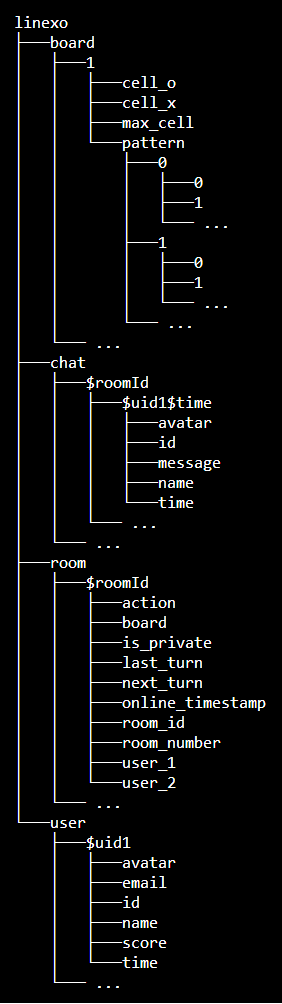 linexo
board
1
cell_o
cell_x
max_cell
pattern
0
0
1
...
1
0
1
...
...
...
chat
$roomId
$uid1$time
avatar
id
message
name
time
...
...
room
$roomId
action
board
is_private
last_turn
next_turn
online_timestamp
room_id
room_number
user_1
user_2
...
user
$uid1
avatar
email
id
name
score
time
...